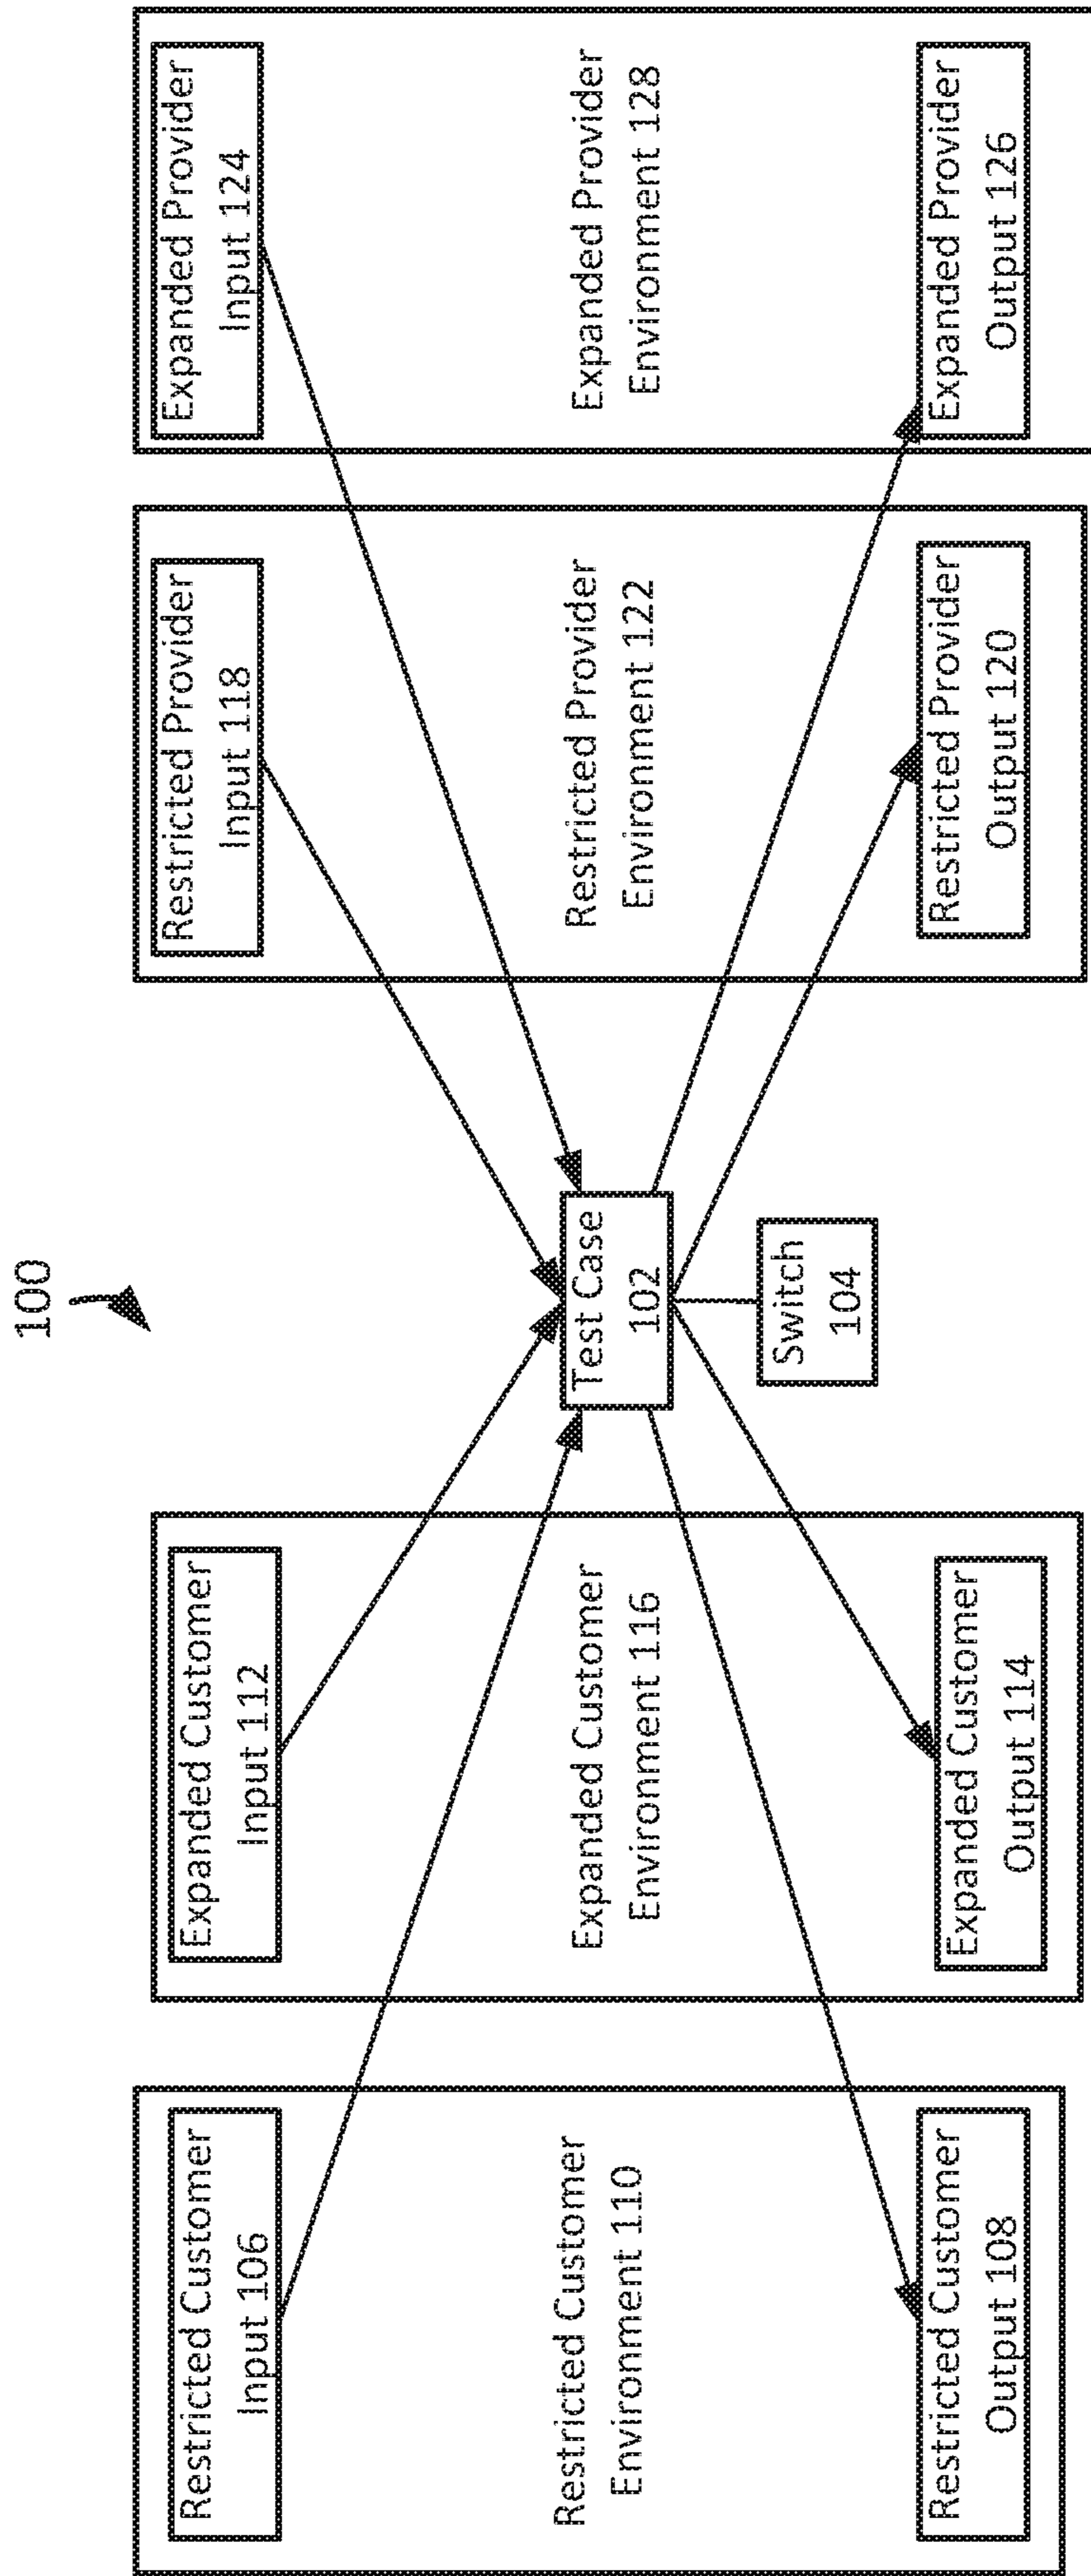 100
Restricted Customer
Input 106
Restricted Customer
Environment 110
Restricted Customer
Output 108
Expanded Customer
Input 112
Expanded Customer
Environment 116
Expanded Customer
Output 114
Test Case
102
Switch
104
Restricted Provider
Input 118
Restricted Provider
Environment 122
Restricted Provider
Output 120
Expanded Provider
Input 124
Expanded Provider
Environment 128
Expanded Provider
Output 126